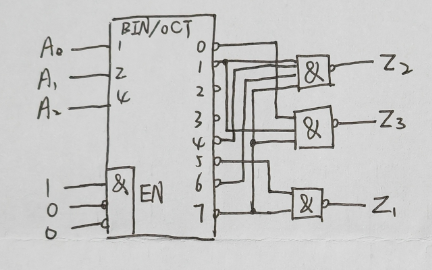 BIN/OCT
A₀ 1 0
A₁ 2 1 & Z₂
A₂ 4 2
3 & Z₃
4
5
1 & EN 6
0 7 & Z₁
0